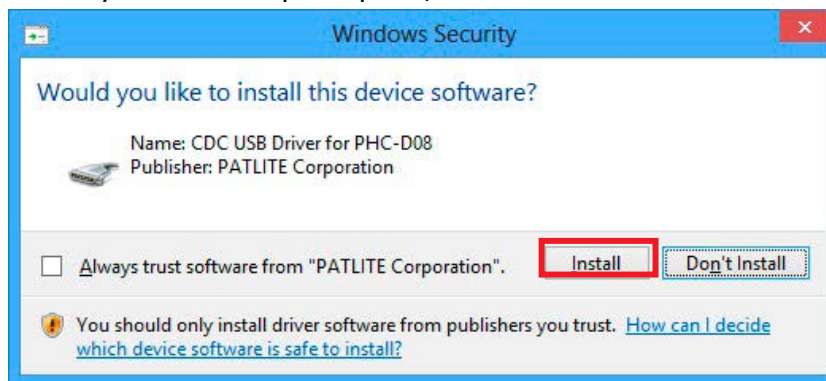 Windows Security
Would you like to install this device software?
Name: CDC USB Driver for PHC-D08
Publisher: PATLITE Corporation
Always trust software from "PATLITE Corporation".
Install
Don't Install
You should only install driver software from publishers you trust. How can I decide
which device software is safe to install?